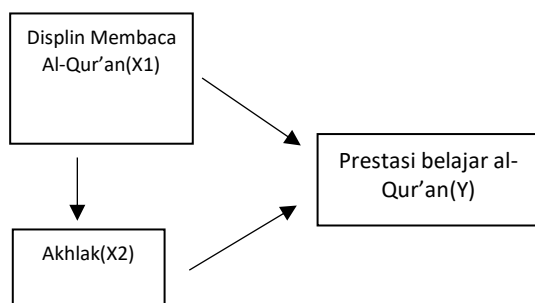 Displin Membaca
Al-Qur’an(X1)
Prestasi belajar al-
Qur’an(Y)
Akhlak(X2)